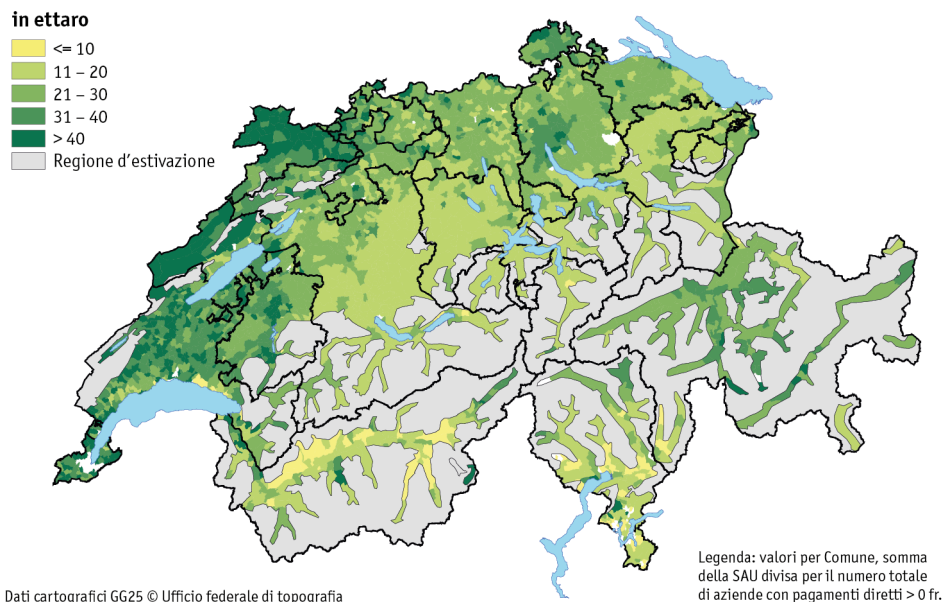 in ettaro
<= 10
11 – 20
21 – 30
31 – 40
> 40
Regione d'estivazione
Legenda: valori per Comune, somma
della SAU divisa per il numero totale
di aziende con pagamenti diretti > 0 fr.
Dati cartografici GG25 © Ufficio federale di topografia